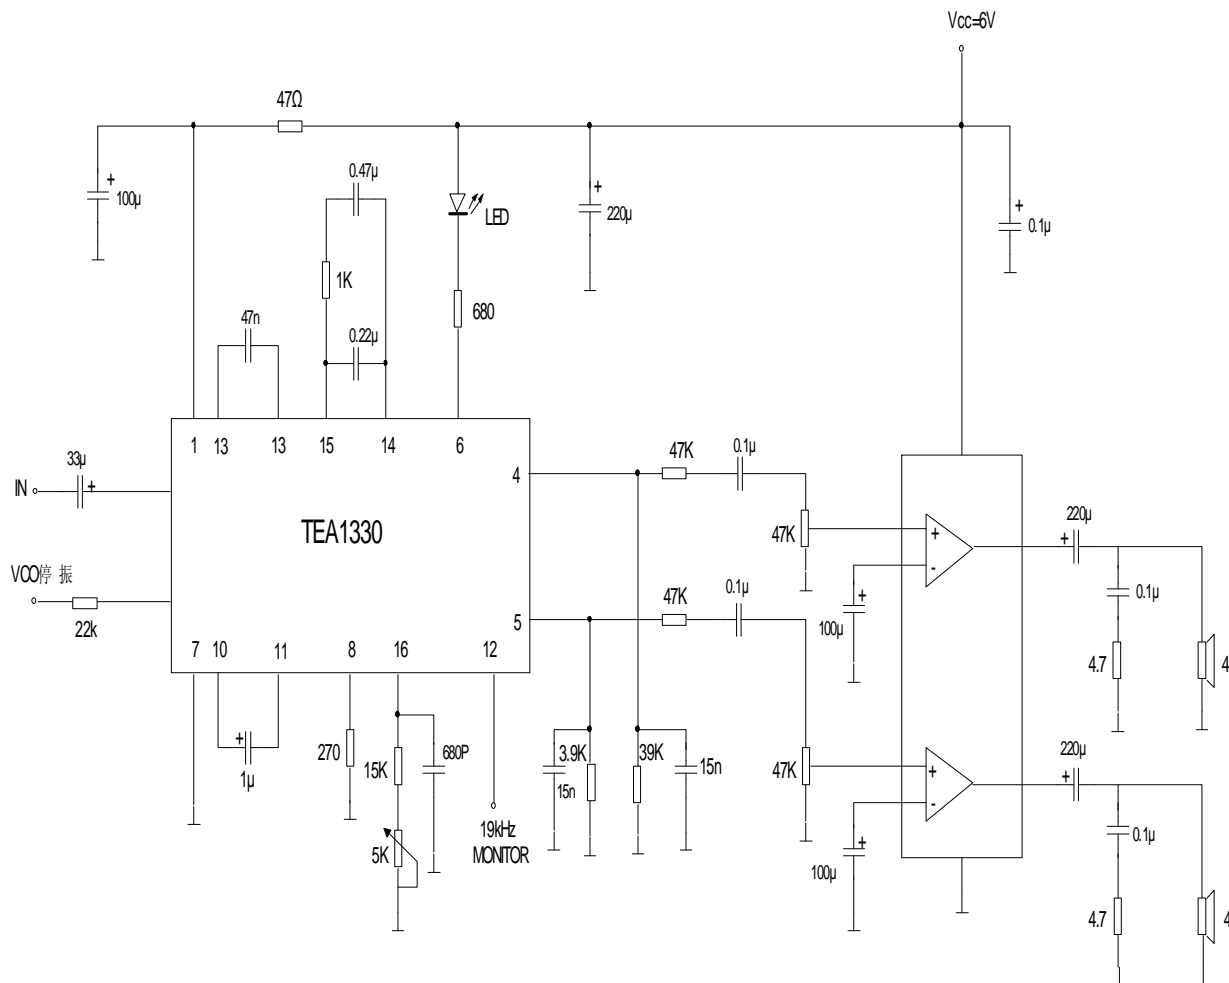 Vcc=6V
47Ω
0.47μ
100μ
LED
220μ
0.1μ
1K
680
47n
0.22μ
1
13
13
15
14
6
33μ
IN
4
47K
0.1μ
TEA1330
47K
220μ
VCO停 振
22k
5
47K
0.1μ
100μ
0.1μ
7
10
11
8
16
12
4.7
4
1μ
270
15K
680P
3.9K
15n
39K
15n
47K
220μ
5K
19kHz
MONITOR
100μ
0.1μ
4.7
4
+
+
+
+
+
+
-
+
+
+
+
-
+
+